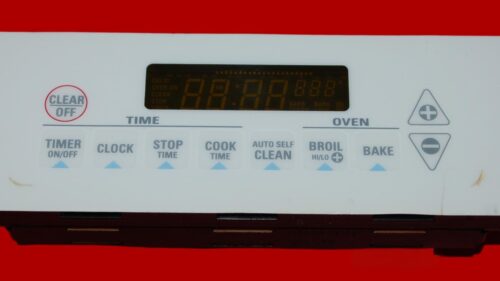 CLEAR
OFF
TIME
OVEN
TIMER
ON/OFF
CLOCK
STOP
TIME
COOK
TIME
AUTO SELF
CLEAN
BROIL
HI/LO +
BAKE
+
−